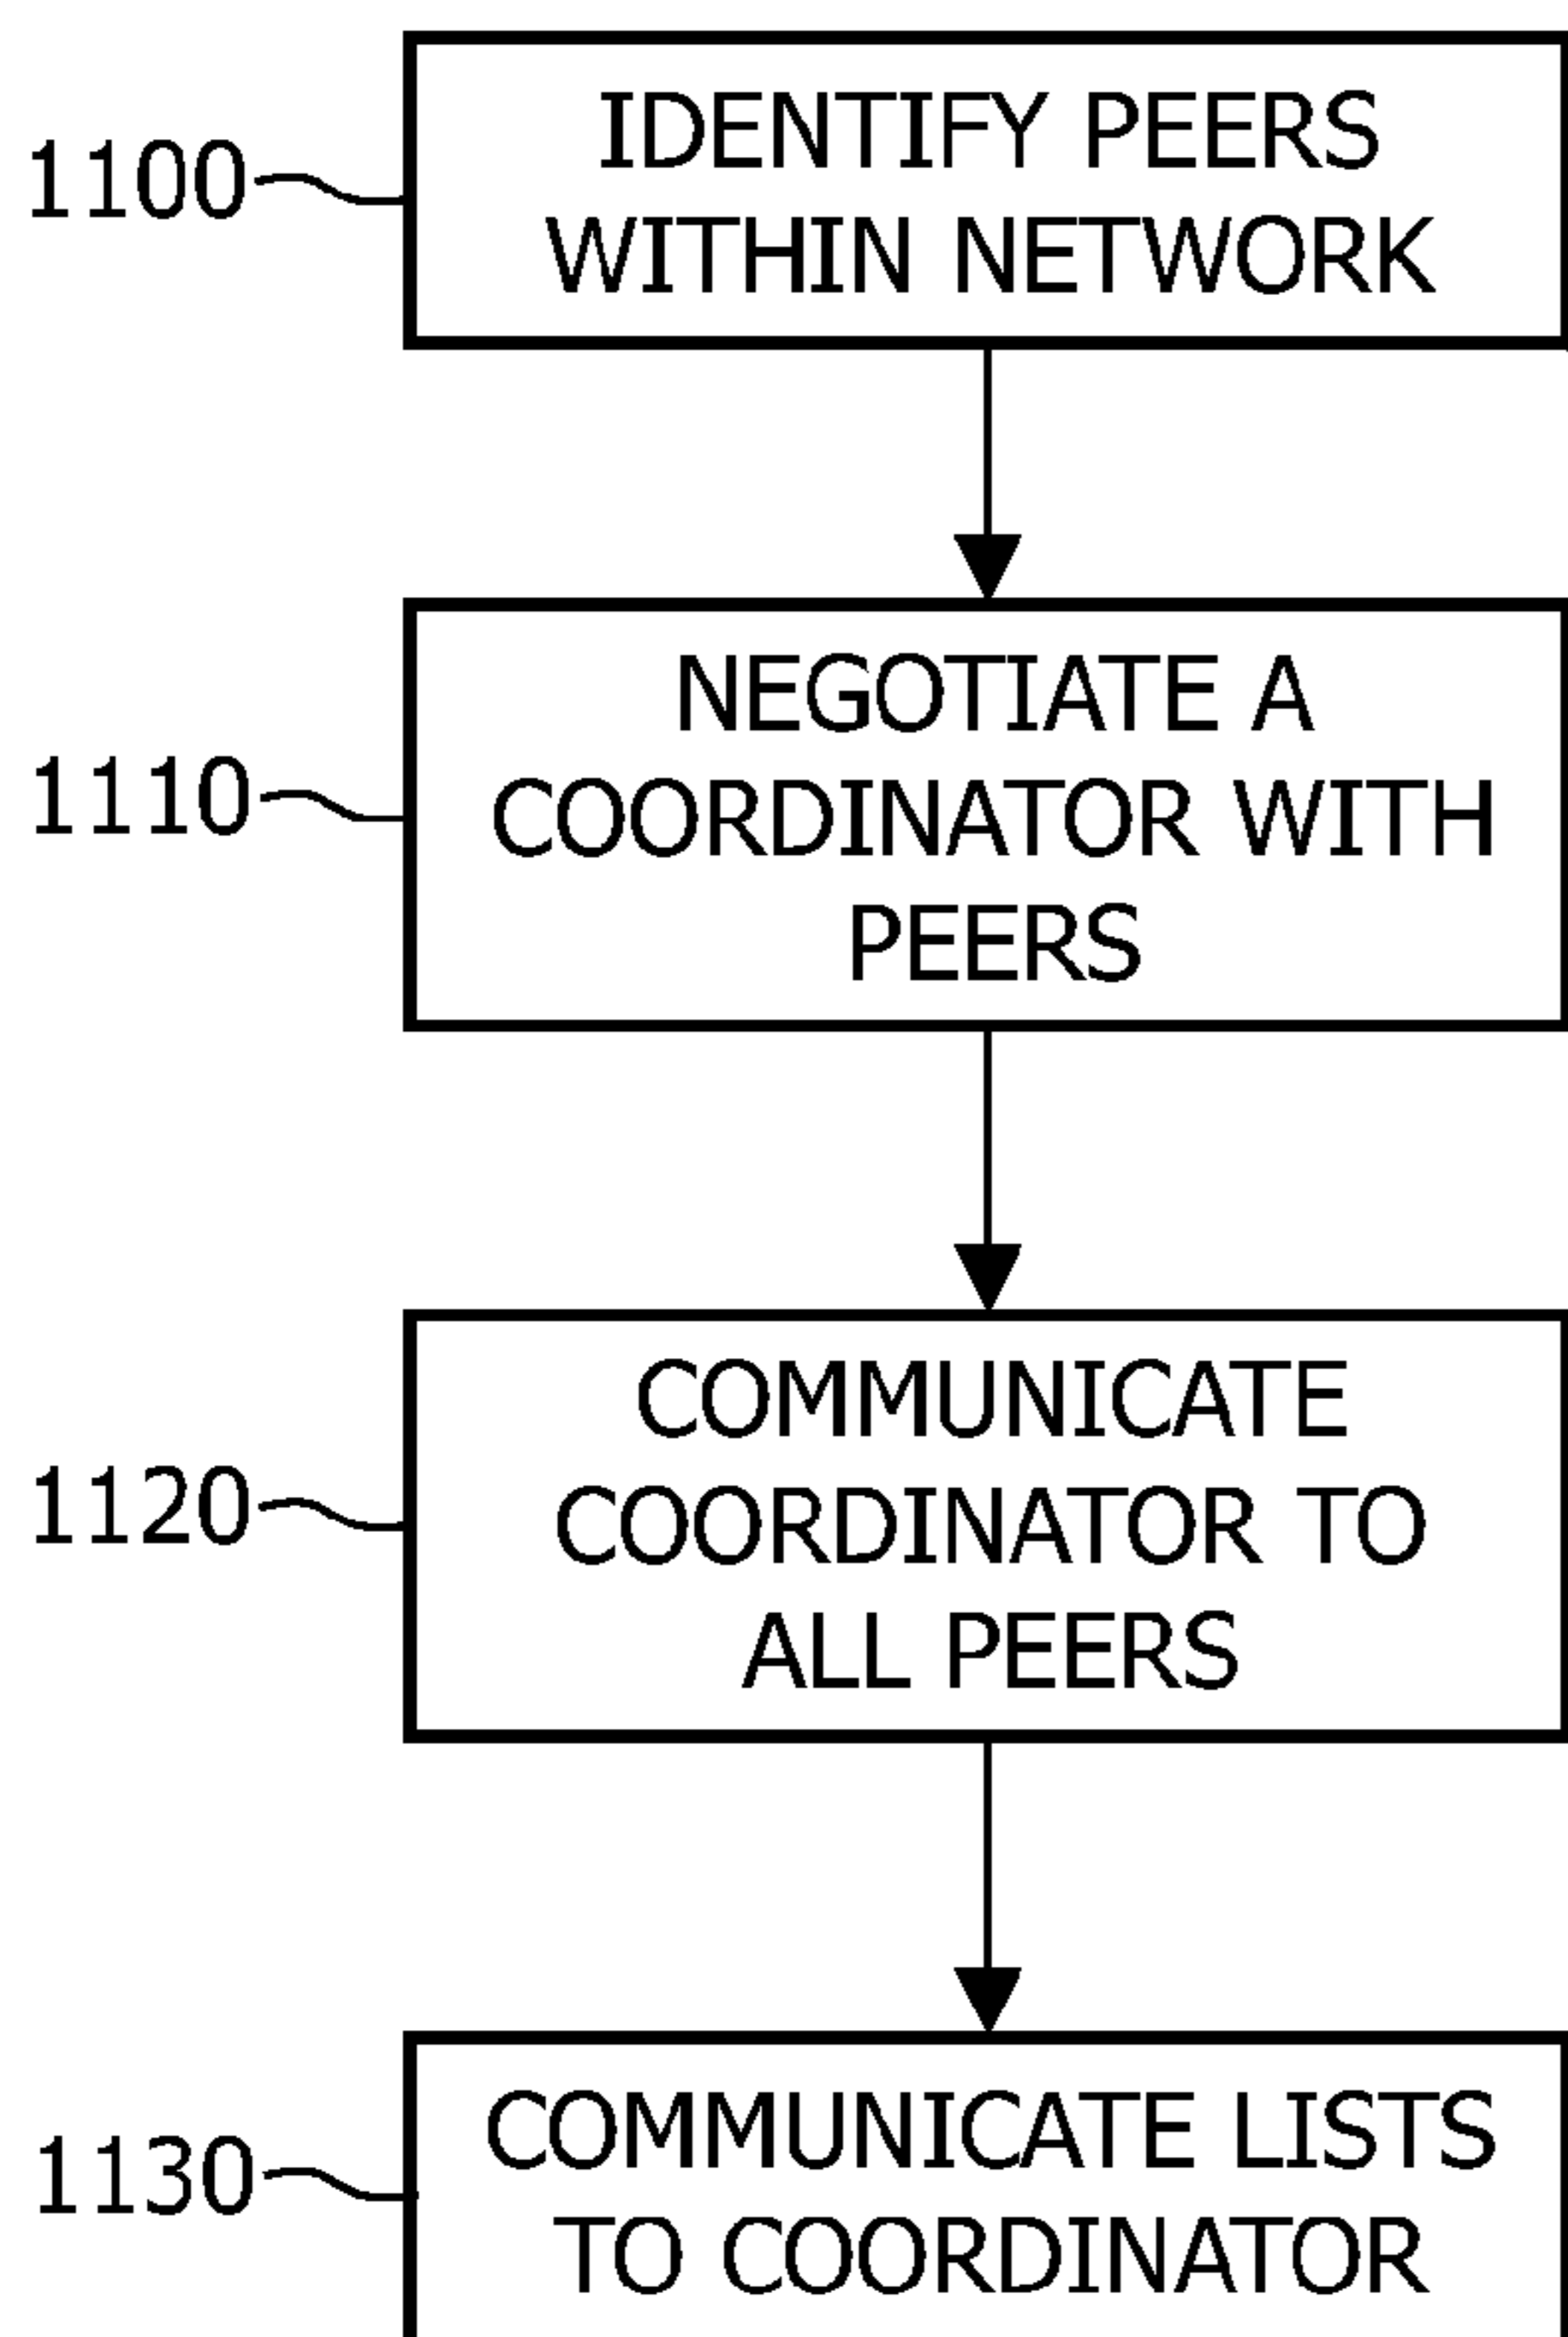 1100
IDENTIFY PEERS
WITHIN NETWORK
1110
NEGOTIATE A
COORDINATOR WITH
PEERS
1120
COMMUNICATE
COORDINATOR TO
ALL PEERS
1130
COMMUNICATE LISTS
TO COORDINATOR